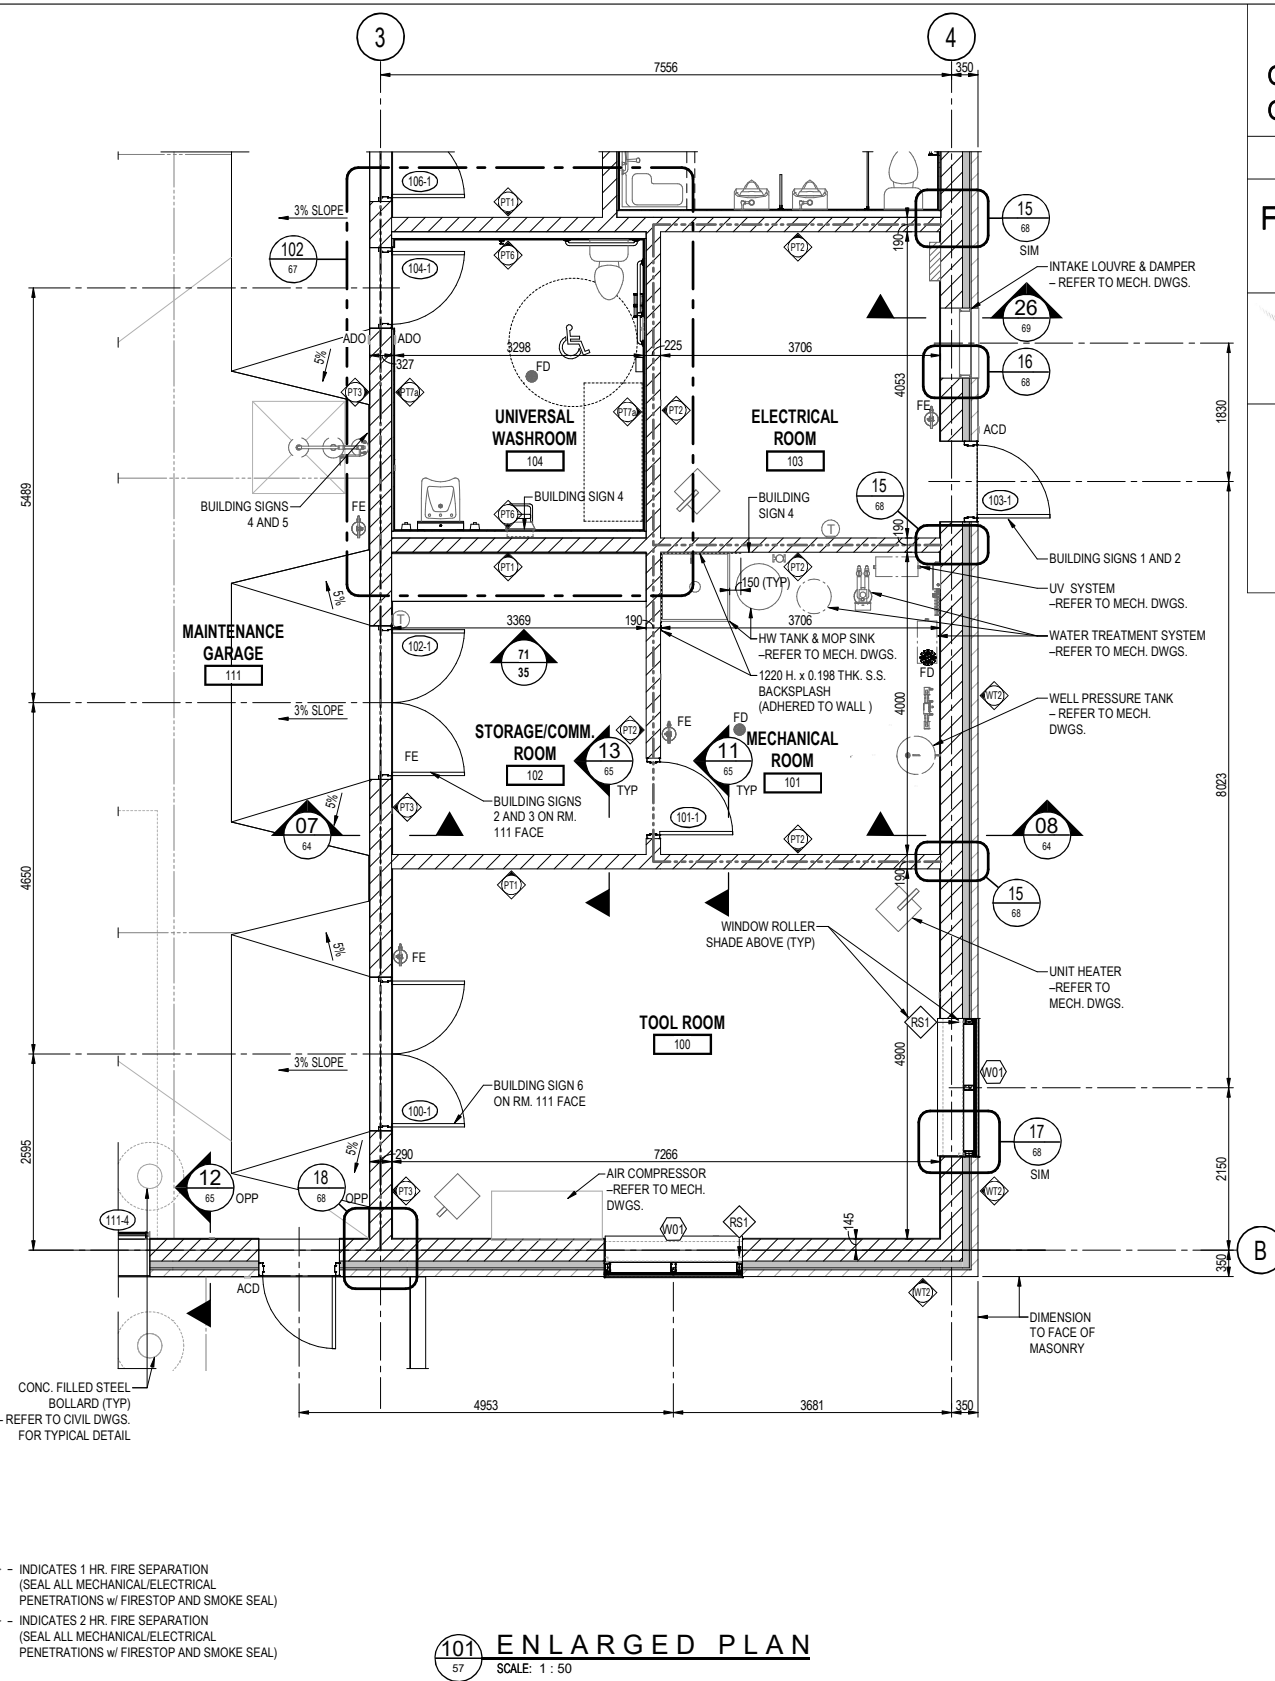 3
4
7556
350
106-1
PT1
3% SLOPE
102
67
PT6
PT2
190
15
68
SIM
104-1
INTAKE LOUVRE & DAMPER
– REFER TO MECH. DWGS.
26
69
ADO
ADO
3298
225
3706
327
5%
FD
16
68
PT3
PT7a
PT7a
PT2
4053
1830
FE
ACD
UNIVERSAL
WASHROOM
104
ELECTRICAL
ROOM
103
5489
BUILDING SIGNS
4 AND 5
FE
PT6
BUILDING SIGN 4
BUILDING
SIGN 4
15
68
103-1
T
190
PT1
PT2
BUILDING SIGNS 1 AND 2
5%
150 (TYP)
UV SYSTEM
–REFER TO MECH. DWGS.
T
3369
190
3706
MAINTENANCE
GARAGE
111
102-1
71
35
HW TANK & MOP SINK
–REFER TO MECH. DWGS.
WATER TREATMENT SYSTEM
–REFER TO MECH. DWGS.
FD
1220 H. x 0.198 THK. S.S.
BACKSPLASH
(ADHERED TO WALL )
WT2
WELL PRESSURE TANK
– REFER TO MECH.
DWGS.
3% SLOPE
4000
STORAGE/COMM.
ROOM
102
PT2
FE
FD
MECHANICAL
ROOM
101
13
65
TYP
11
65
TYP
FE
8023
BUILDING SIGNS
2 AND 3 ON RM.
111 FACE
5%
PT3
101-1
07
64
08
64
PT2
4650
PT1
190
15
68
WINDOW ROLLER
SHADE ABOVE (TYP)
5%
FE
UNIT HEATER
–REFER TO
MECH. DWGS.
TOOL ROOM
100
RS1
4900
W01
3% SLOPE
BUILDING SIGN 6
ON RM. 111 FACE
100-1
2595
5%
290
7266
17
68
SIM
2150
12
65
OPP
18
68
OPP
PT3
AIR COMPRESSOR
–REFER TO MECH.
DWGS.
WT2
111-4
W01
RS1
145
B
350
ACD
WT2
DIMENSION
TO FACE OF
MASONRY
CONC. FILLED STEEL
BOLLARD (TYP)
- REFER TO CIVIL DWGS.
FOR TYPICAL DETAIL
4953
3681
350
– INDICATES 1 HR. FIRE SEPARATION
(SEAL ALL MECHANICAL/ELECTRICAL
PENETRATIONS w/ FIRESTOP AND SMOKE SEAL)
– INDICATES 2 HR. FIRE SEPARATION
(SEAL ALL MECHANICAL/ELECTRICAL
PENETRATIONS w/ FIRESTOP AND SMOKE SEAL)
101
57
ENLARGED PLAN
SCALE: 1 : 50